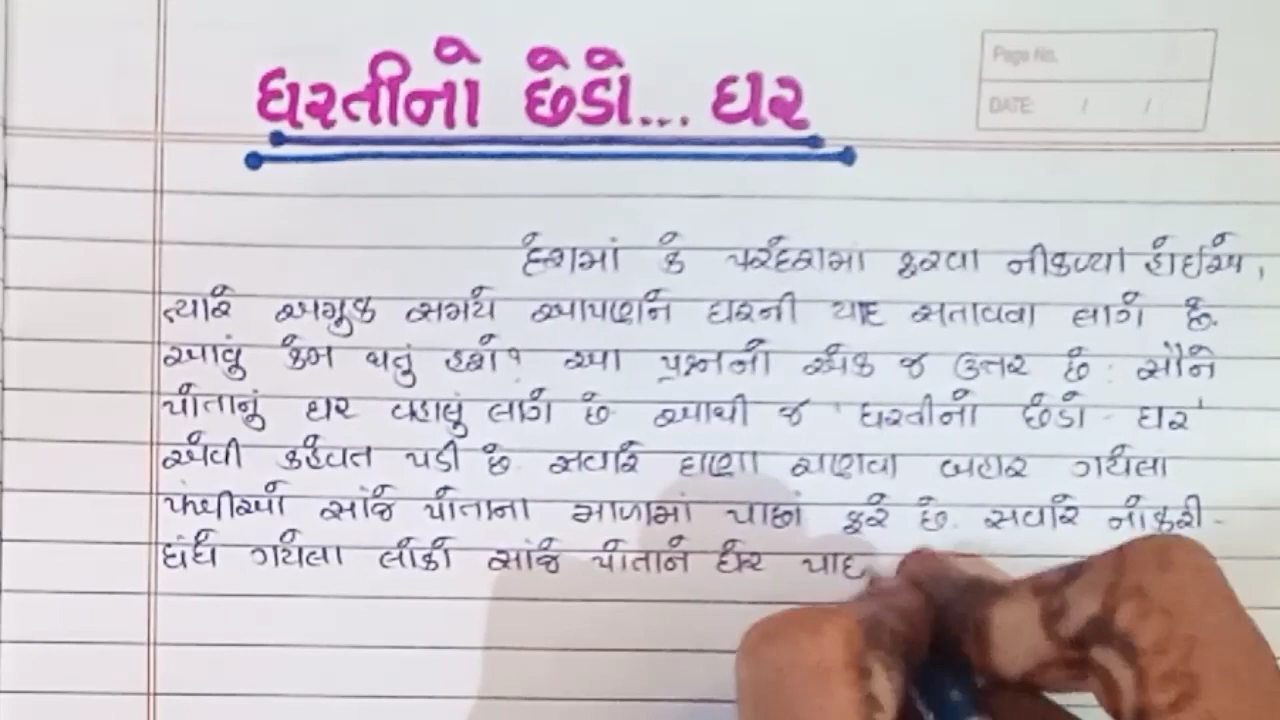 ધરતીનો છેડો... ઘર
Page No.
DATE: / /
દેશમાં કે પરદેશમાં ફરવા નીકળ્યા હોઈએ,
ત્યારે અમુક સમયે આપણને ઘરની યાદ સતાવવા લાગે છે.
આવું કેમ થતું હશે? આ પ્રશ્નનો એક જ ઉત્તર છે : સૌને
પોતાનું ઘર વહાલું લાગે છે. આથી જ 'ધરતીનો છેડો - ઘર'
એવી કહેવત પડી છે. સવારે દાણા ચણવા બહાર ગયેલા
પંખીઓ સાંજે પોતાના માળામાં પાછાં ફરે છે. સવારે નોકરી-
ધંધે ગયેલા લોકો સાંજે પોતાને ઘેર